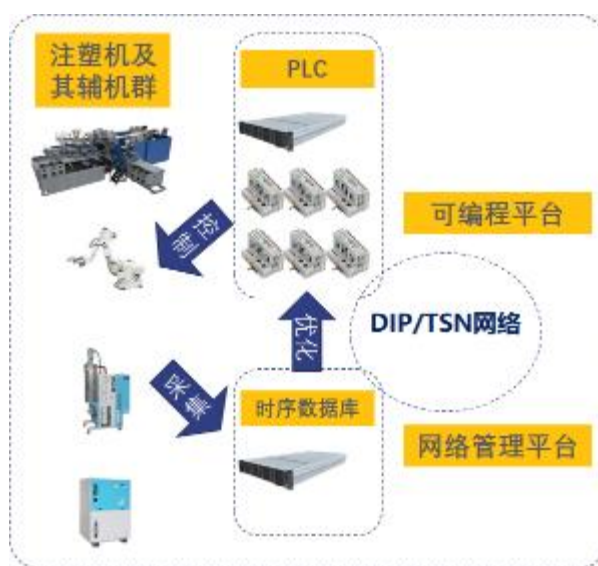 注塑机及
其辅机群
PLC
控制
可编程平台
DIP/TSN网络
优化
采集
时序数据库
网络管理平台